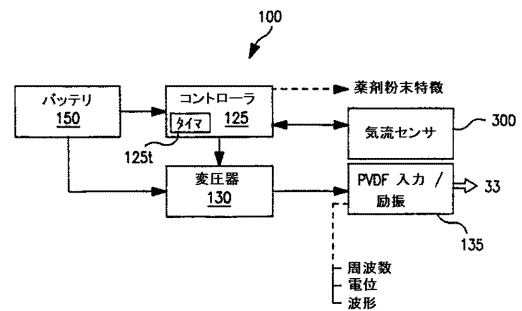 100
バッテリ
150
コントローラ
タイマ 125
125t
薬剤粉末特徴
気流センサ
300
変圧器
130
PVDF 入力 /
励振
33
135
周波数
電位
波形